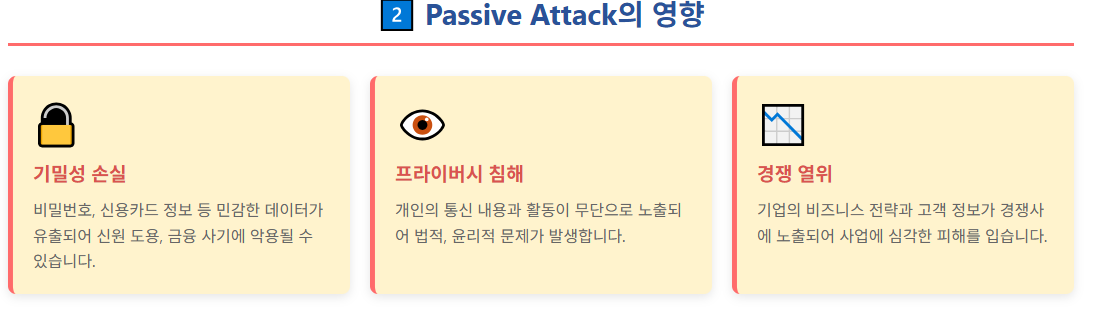 2 Passive Attack의 영향
기밀성 손실
비밀번호, 신용카드 정보 등 민감한 데이터가
유출되어 신원 도용, 금융 사기에 악용될 수
있습니다.
프라이버시 침해
개인의 통신 내용과 활동이 무단으로 노출되
어 법적, 윤리적 문제가 발생합니다.
경쟁 열위
기업의 비즈니스 전략과 고객 정보가 경쟁사
에 노출되어 사업에 심각한 피해를 입습니다.